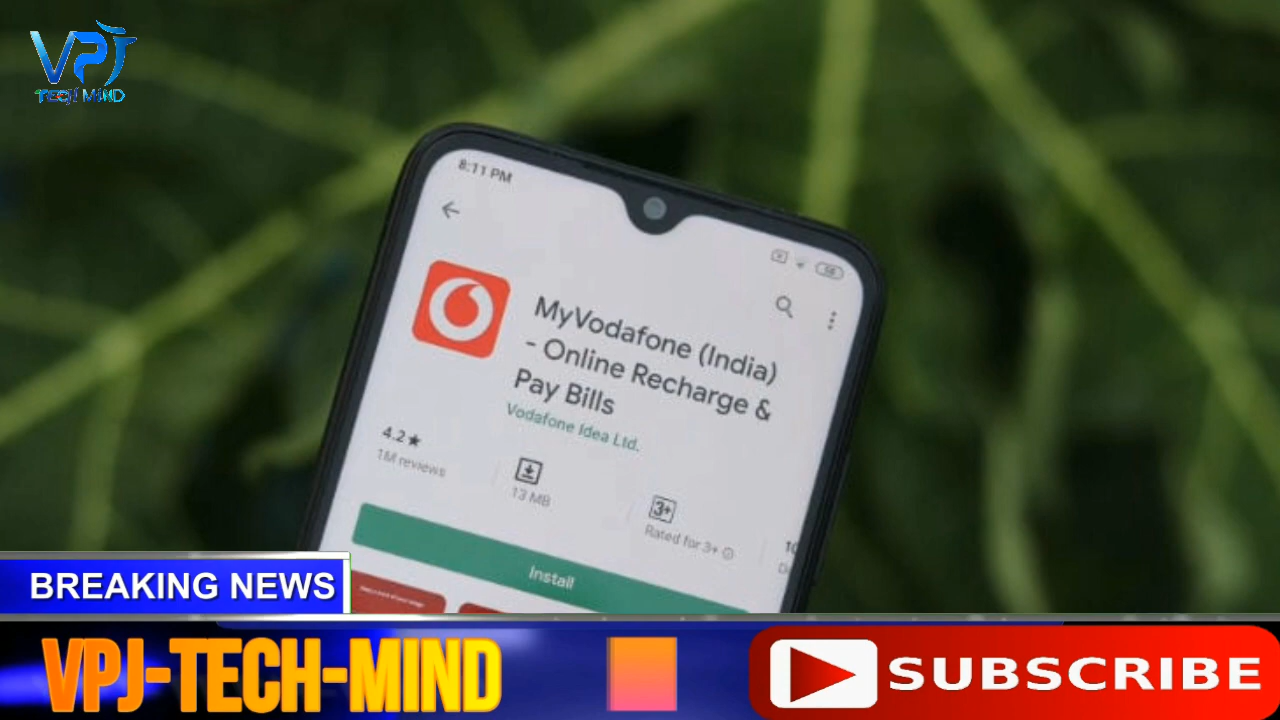 VPJ
TECH MIND
8:11 PM
MyVodafone (India)
- Online Recharge &
Pay Bills
Vodafone Idea Ltd.
4.2★
1M reviews
13 MB
3+
Rated for 3+
Install
BREAKING NEWS
VPJ-TECH-MIND
SUBSCRIBE